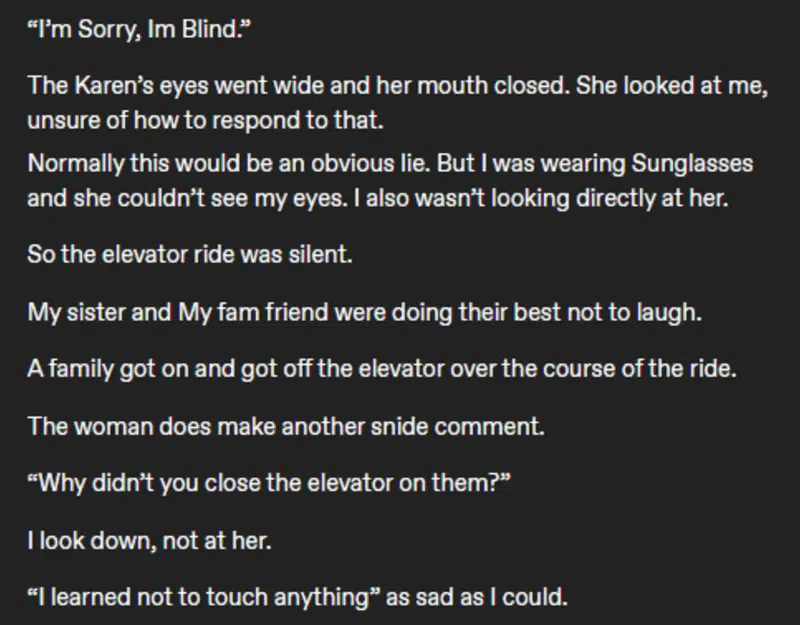 “I’m Sorry, Im Blind.”
The Karen’s eyes went wide and her mouth closed. She looked at me,
unsure of how to respond to that.
Normally this would be an obvious lie. But I was wearing Sunglasses
and she couldn’t see my eyes. I also wasn’t looking directly at her.
So the elevator ride was silent.
My sister and My fam friend were doing their best not to laugh.
A family got on and got off the elevator over the course of the ride.
The woman does make another snide comment.
“Why didn’t you close the elevator on them?”
I look down, not at her.
“I learned not to touch anything” as sad as I could.